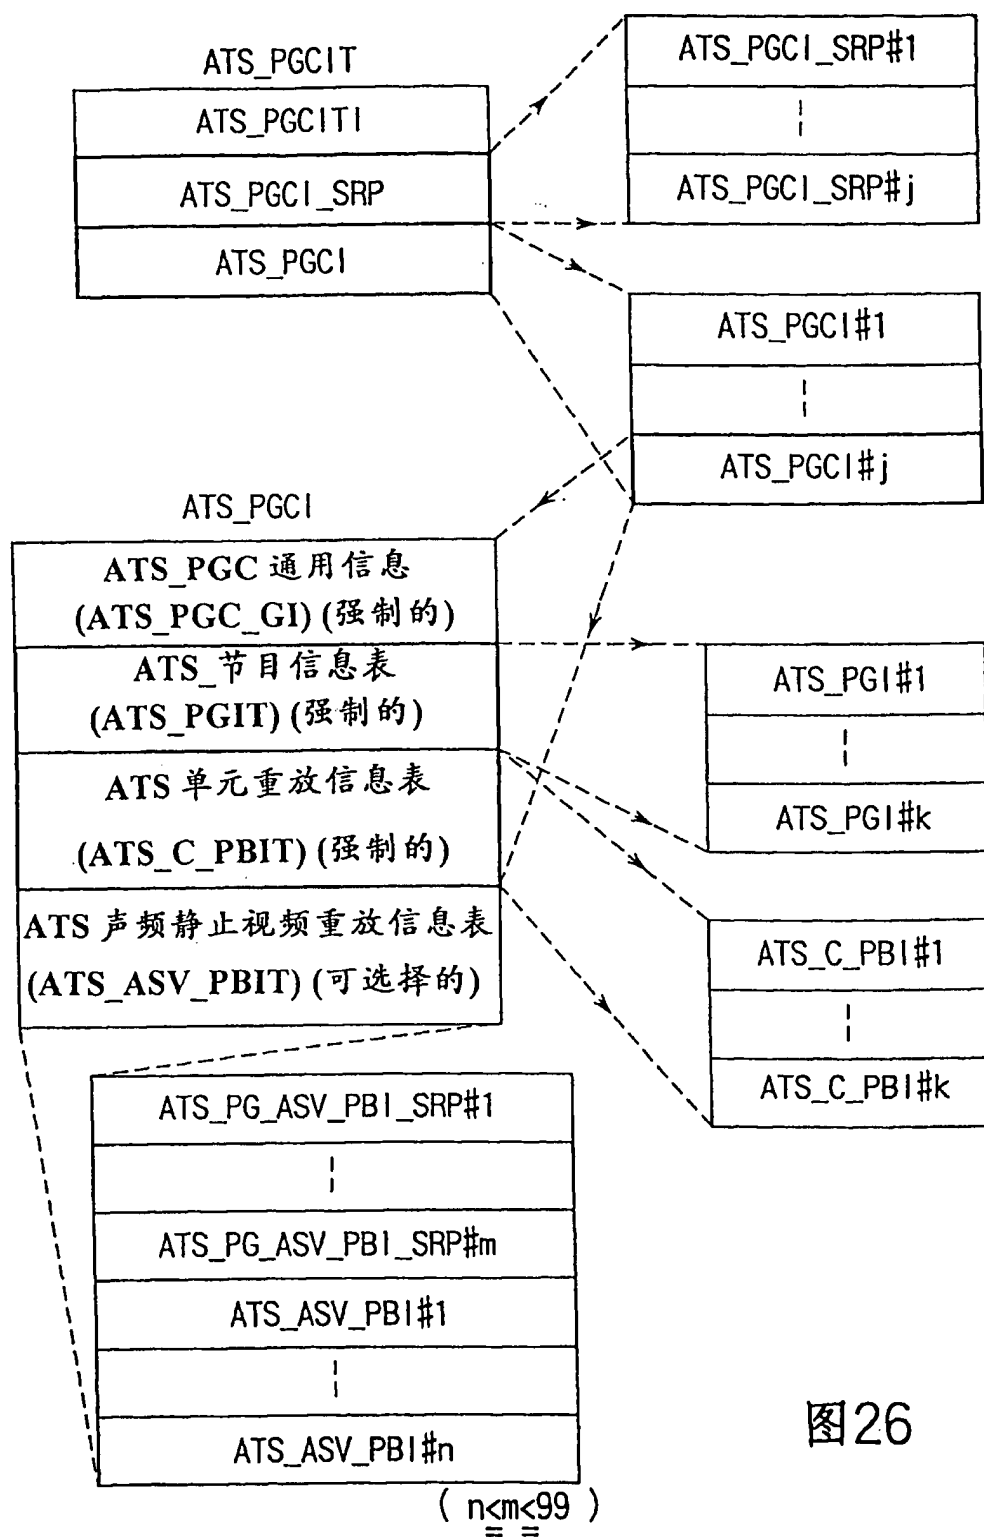 ATS_PGCIT
ATS_PGCITI
ATS_PGCI_SRP
ATS_PGCI
ATS_PGCI_SRP#1
ATS_PGCI_SRP#j
ATS_PGCI#1
ATS_PGCI#j
ATS_PGCI
ATS_PGC 通用信息
(ATS_PGC_GI) (强制的)
ATS_节目信息表
(ATS_PGIT) (强制的)
ATS 单元重放信息表
(ATS_C_PBIT) (强制的)
ATS 声频静止视频重放信息表
(ATS_ASV_PBIT) (可选择的)
ATS_PGI#1
ATS_PGI#k
ATS_C_PBI#1
ATS_C_PBI#k
ATS_PG_ASV_PBI_SRP#1
ATS_PG_ASV_PBI_SRP#m
ATS_ASV_PBI#1
ATS_ASV_PBI#n
( n≦m≦99 )
图26